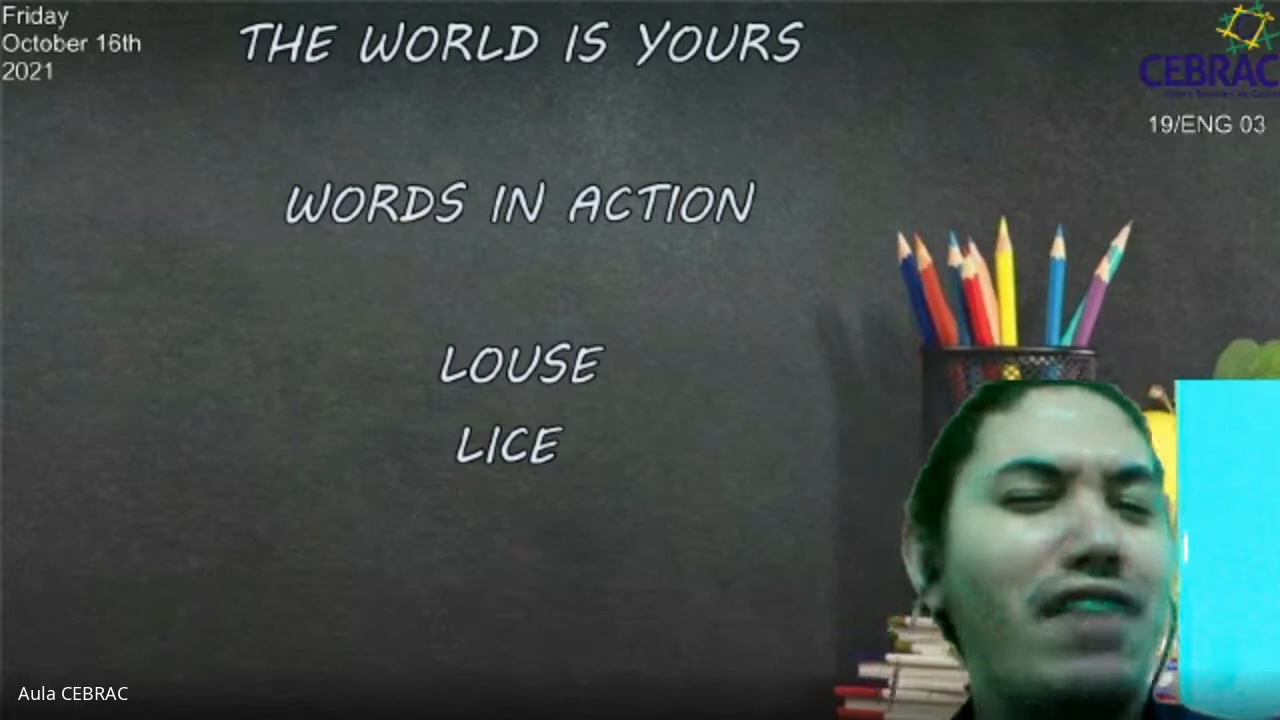 Friday
October 16th
2021
THE WORLD IS YOURS
CEBRAC
19/ENG 03
WORDS IN ACTION
LOUSE
LICE
Aula CEBRAC